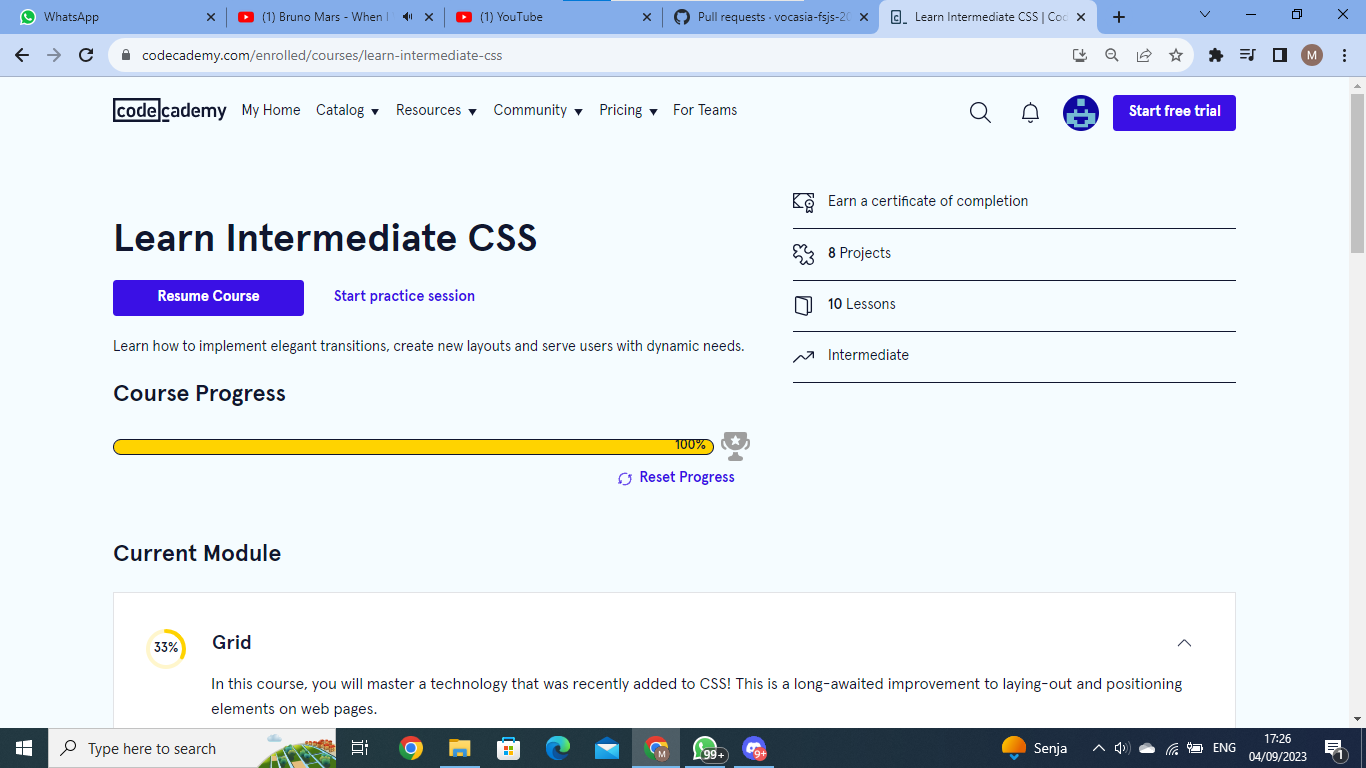 WhatsApp
(1) Bruno Mars - When I
(1) YouTube
Pull requests · vocasia-fsjs-20
Learn Intermediate CSS | Cod
codecademy.com/enrolled/courses/learn-intermediate-css
M
codecademy
My Home
Catalog
Resources
Community
Pricing
For Teams
Start free trial
Learn Intermediate CSS
Resume Course
Start practice session
Learn how to implement elegant transitions, create new layouts and serve users with dynamic needs.
Earn a certificate of completion
8 Projects
10 Lessons
Intermediate
Course Progress
100%
Reset Progress
Current Module
33%
Grid
In this course, you will master a technology that was recently added to CSS! This is a long-awaited improvement to laying-out and positioning
elements on web pages.
Type here to search
M
99+
9+
Senja
ENG
17:26
04/09/2023
1